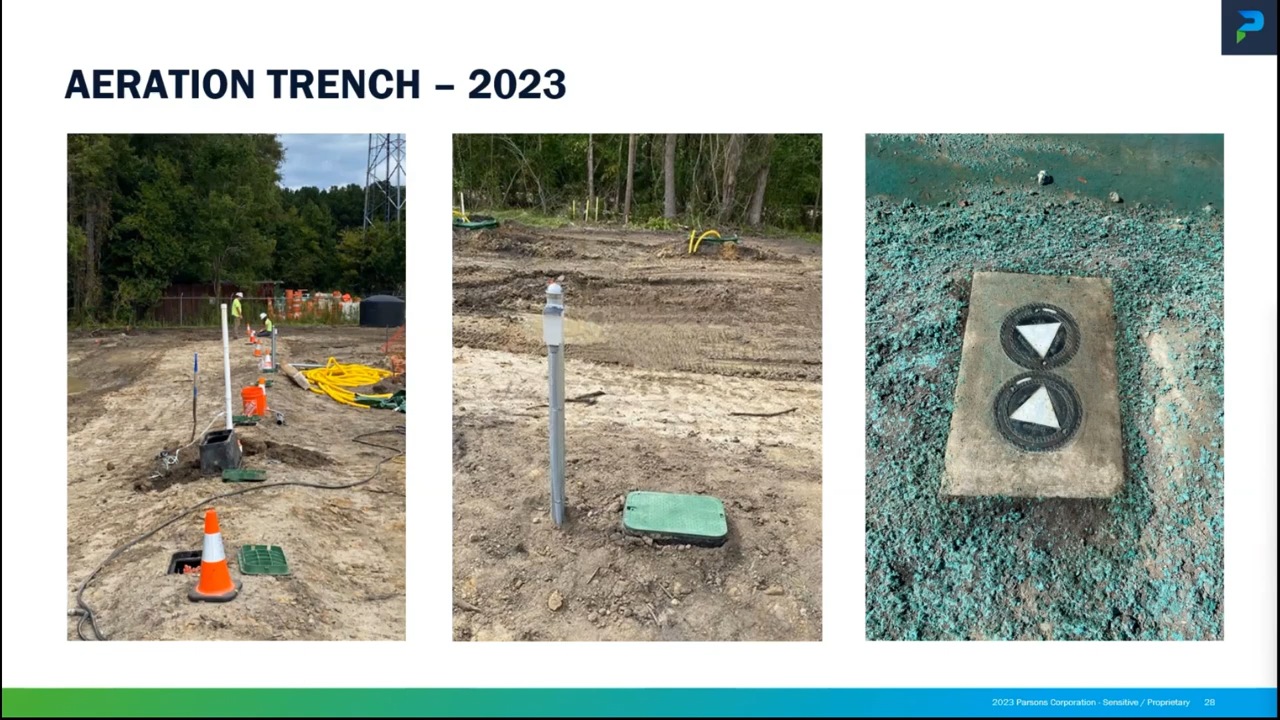 AERATION TRENCH – 2023
2023 Parsons Corporation - Sensitive / Proprietary 28